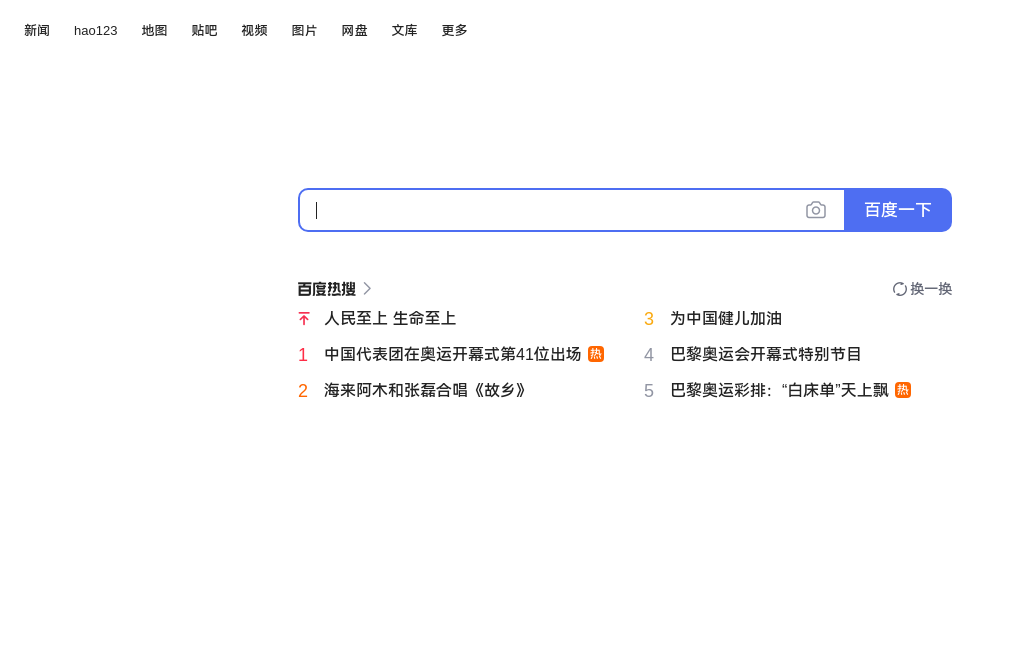 新闻 hao123 地图 贴吧 视频 图片 网盘 文库 更多
百度一下
百度热搜 换一换
人民至上 生命至上
3 为中国健儿加油
1 中国代表团在奥运开幕式第41位出场 热
4 巴黎奥运会开幕式特别节目
2 海来阿木和张磊合唱《故乡》
5 巴黎奥运彩排：“白床单”天上飘 热